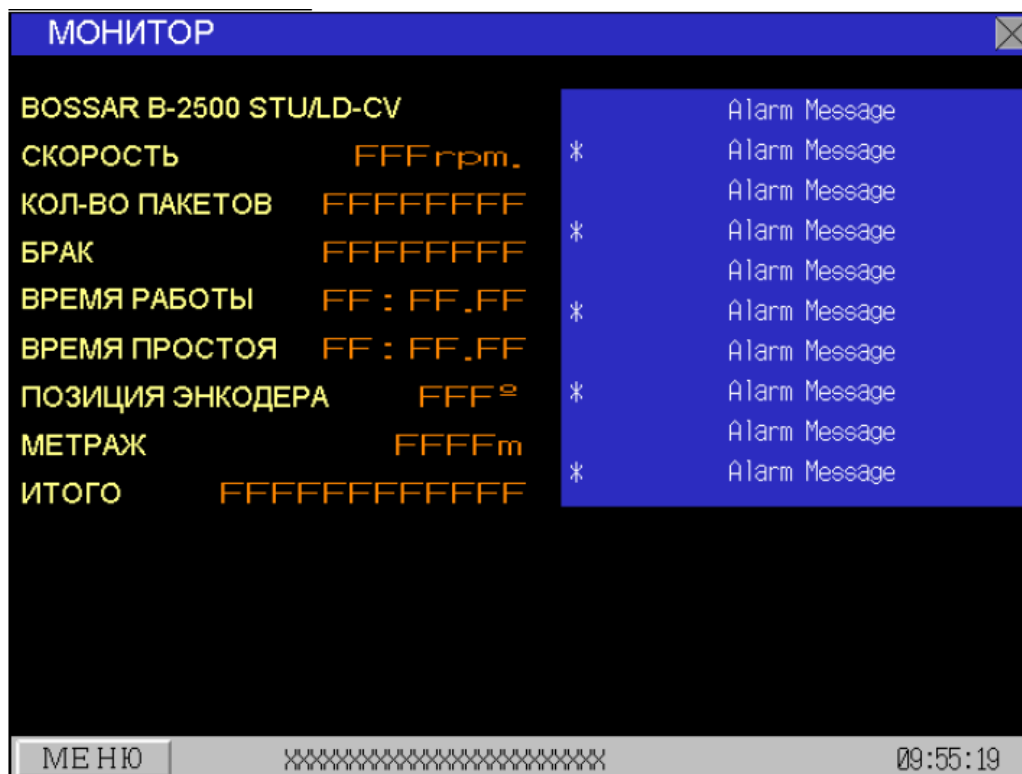 МОНИТОР
BOSSAR B-2500 STU/LD-CV
СКОРОСТЬ FFFrpm.
КОЛ-ВО ПАКЕТОВ FFFFFFFF
БРАК FFFFFFFF
ВРЕМЯ РАБОТЫ FF:FF.FF
ВРЕМЯ ПРОСТОЯ FF:FF.FF
ПОЗИЦИЯ ЭНКОДЕРА FFFº
МЕТРАЖ FFFFm
ИТОГО FFFFFFFFFFFF
Alarm Message
* Alarm Message
Alarm Message
* Alarm Message
Alarm Message
* Alarm Message
Alarm Message
* Alarm Message
Alarm Message
* Alarm Message
МЕНЮ XXXXXXXXXXXXXXXXXXXXXX 09:55:19